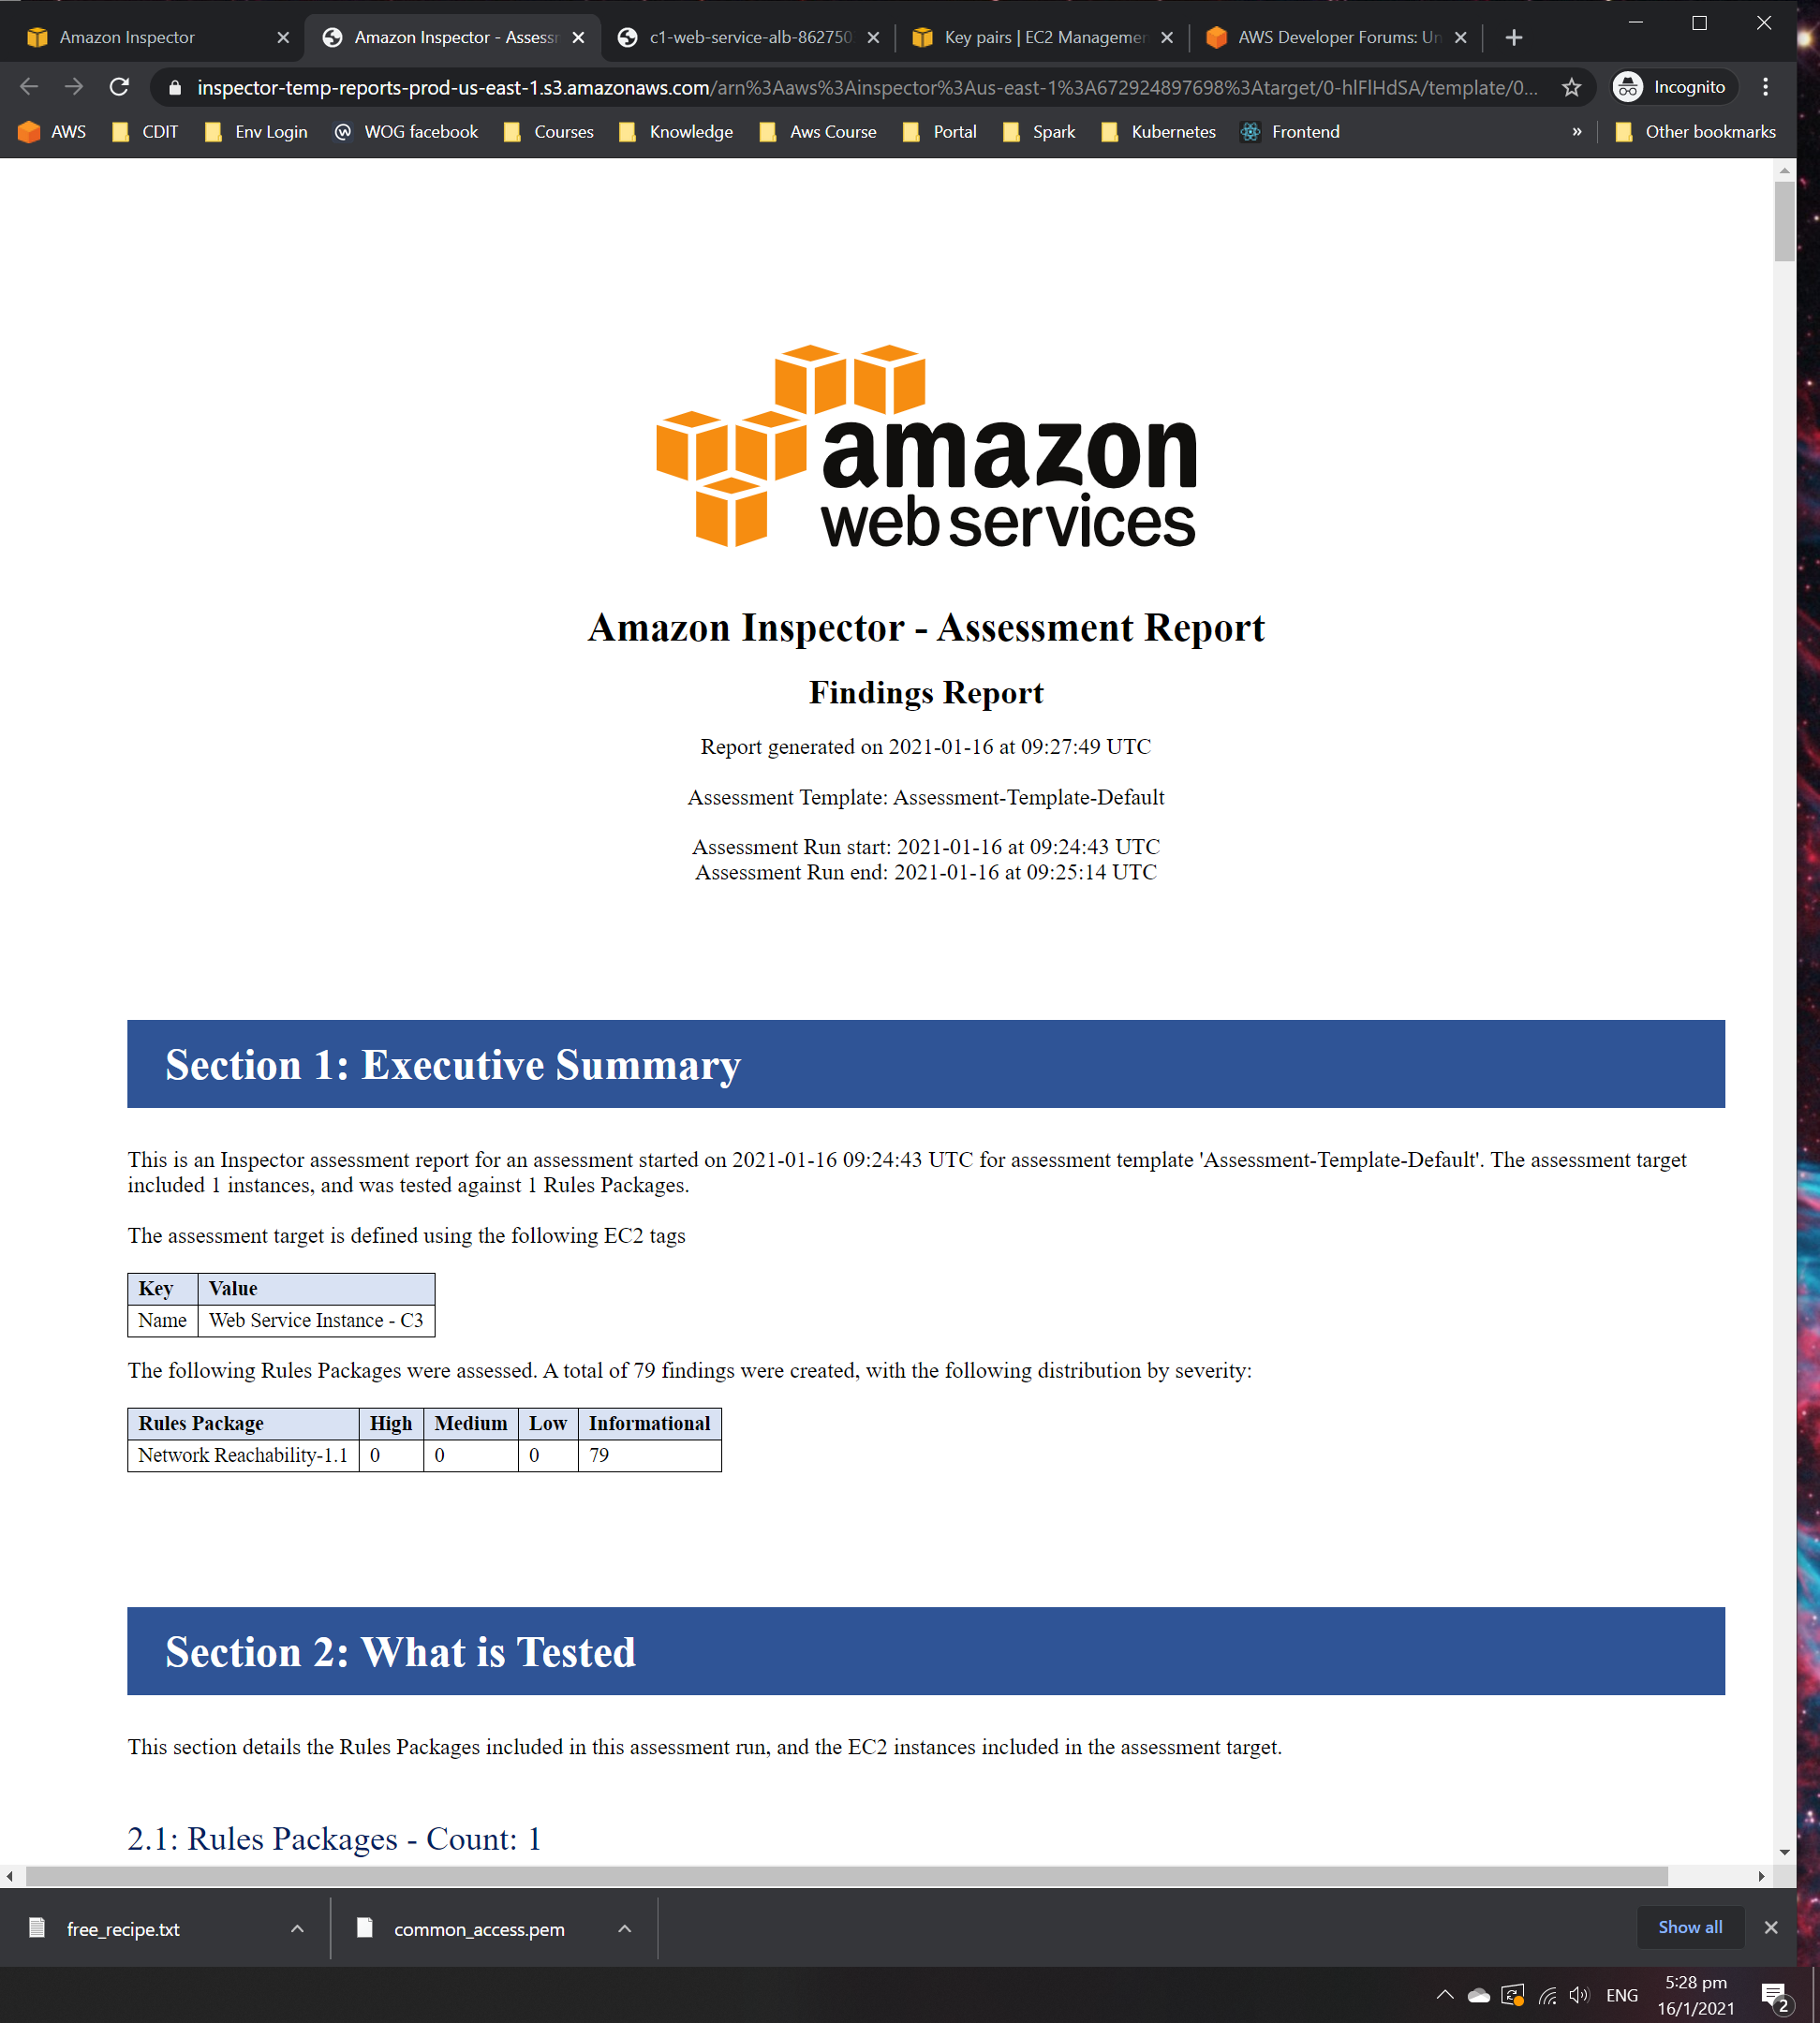 Amazon Inspector
Amazon Inspector - Assess
c1-web-service-alb-862750
Key pairs | EC2 Managemen
AWS Developer Forums: Un
inspector-temp-reports-prod-us-east-1.s3.amazonaws.com/arn%3Aaws%3Ainspector%3Aus-east-1%3A672924897698%3Atarget/0-hlFlHdSA/template/0...
Incognito
AWS
CDIT
Env Login
WOG facebook
Courses
Knowledge
Aws Course
Portal
Spark
Kubernetes
Frontend
»
Other bookmarks
amazon
web services
Amazon Inspector - Assessment Report
Findings Report
Report generated on 2021-01-16 at 09:27:49 UTC
Assessment Template: Assessment-Template-Default
Assessment Run start: 2021-01-16 at 09:24:43 UTC
Assessment Run end: 2021-01-16 at 09:25:14 UTC
Section 1: Executive Summary
This is an Inspector assessment report for an assessment started on 2021-01-16 09:24:43 UTC for assessment template 'Assessment-Template-Default'. The assessment target
included 1 instances, and was tested against 1 Rules Packages.
The assessment target is defined using the following EC2 tags
Key Value
Name Web Service Instance - C3
The following Rules Packages were assessed. A total of 79 findings were created, with the following distribution by severity:
Rules Package High Medium Low Informational
Network Reachability-1.1 0 0 0 79
Section 2: What is Tested
This section details the Rules Packages included in this assessment run, and the EC2 instances included in the assessment target.
2.1: Rules Packages - Count: 1
free_recipe.txt
common_access.pem
Show all
ENG
5:28 pm
16/1/2021
2